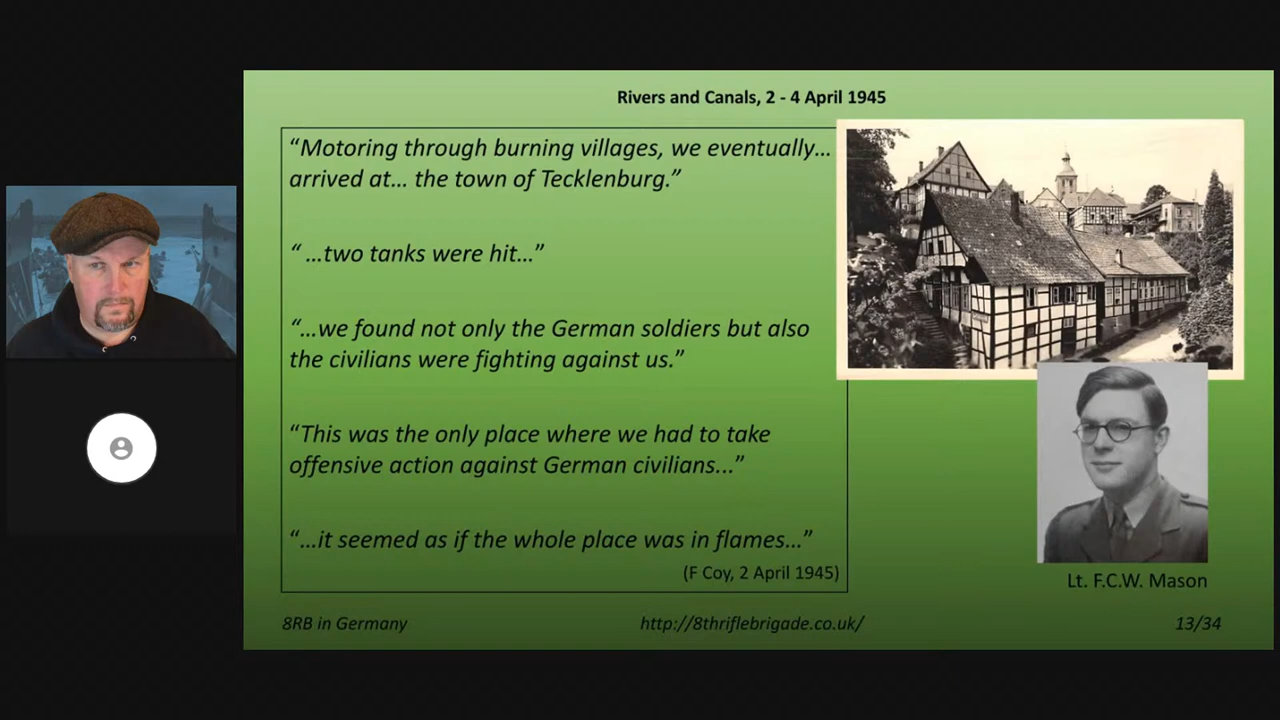 Rivers and Canals, 2 - 4 April 1945
“Motoring through burning villages, we eventually…
arrived at… the town of Tecklenburg.”
“ …two tanks were hit…”
“…we found not only the German soldiers but also
the civilians were fighting against us.”
“This was the only place where we had to take
offensive action against German civilians...”
“…it seemed as if the whole place was in flames…”
(F Coy, 2 April 1945)
Lt. F.C.W. Mason
8RB in Germany
http://8thriflebrigade.co.uk/
13/34